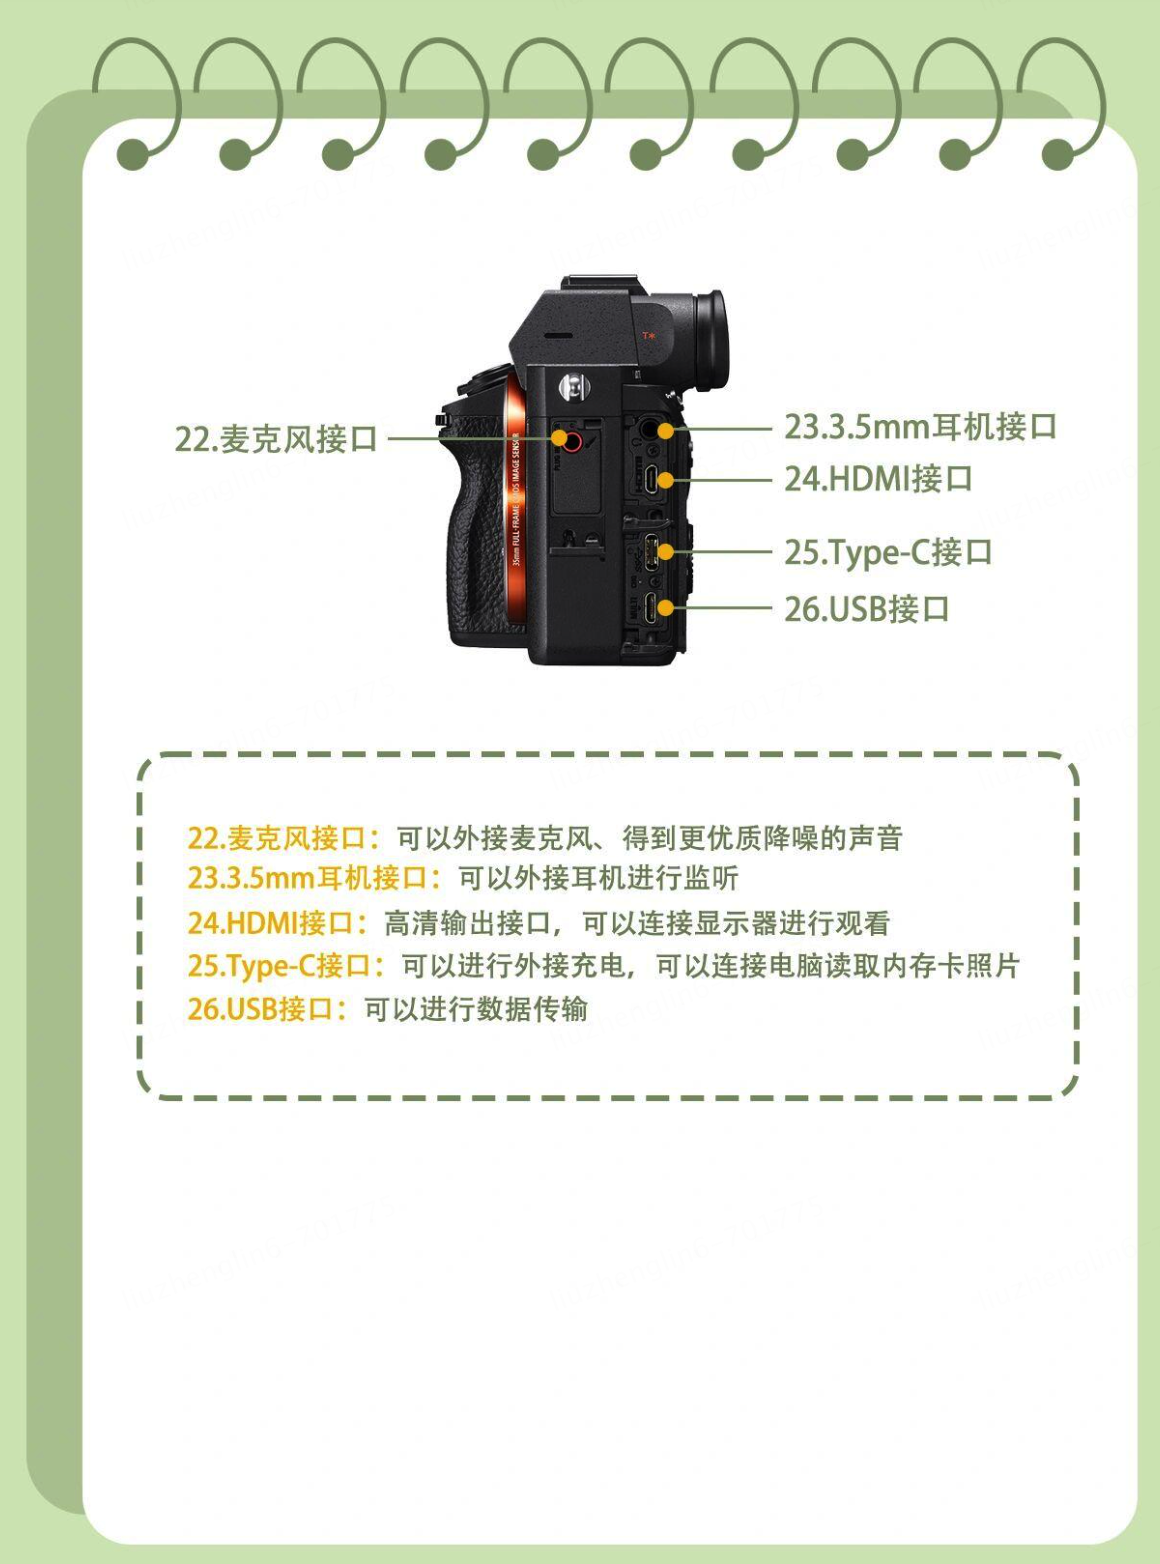 22.麦克风接口
23.3.5mm耳机接口
24.HDMI接口
25.Type-C接口
26.USB接口
35mm FULL-FRAME CMOS IMAGE SENSOR
T*
HDMI
MULTI
22.麦克风接口：可以外接麦克风、得到更优质降噪的声音
23.3.5mm耳机接口：可以外接耳机进行监听
24.HDMI接口：高清输出接口，可以连接显示器进行观看
25.Type-C接口：可以进行外接充电，可以连接电脑读取内存卡照片
26.USB接口：可以进行数据传输